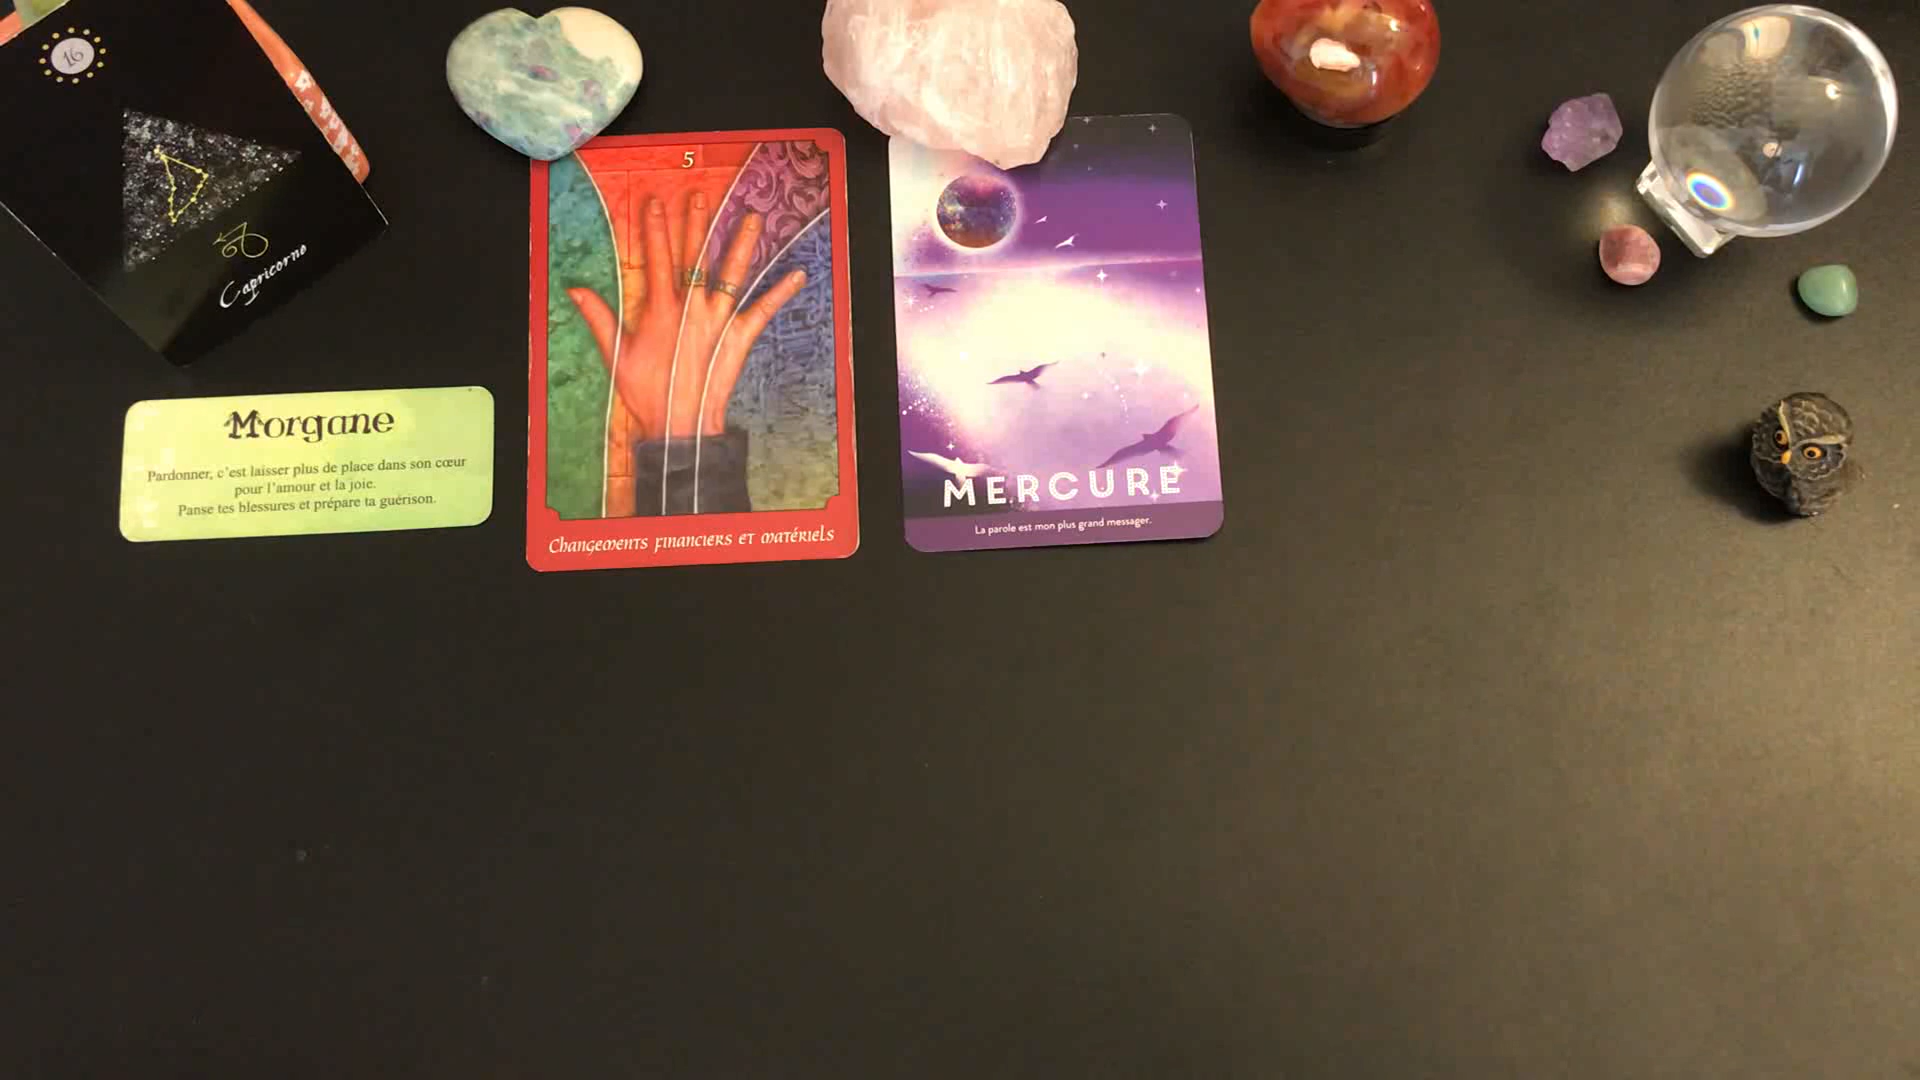 16
Capricorno
Morgane
Pardonner, c'est laisser plus de place dans son cœur
pour l'amour et la joie.
Panse tes blessures et prépare ta guérison.
5
Changements financiers et matériels
MERCURE
La parole est mon plus grand messager.